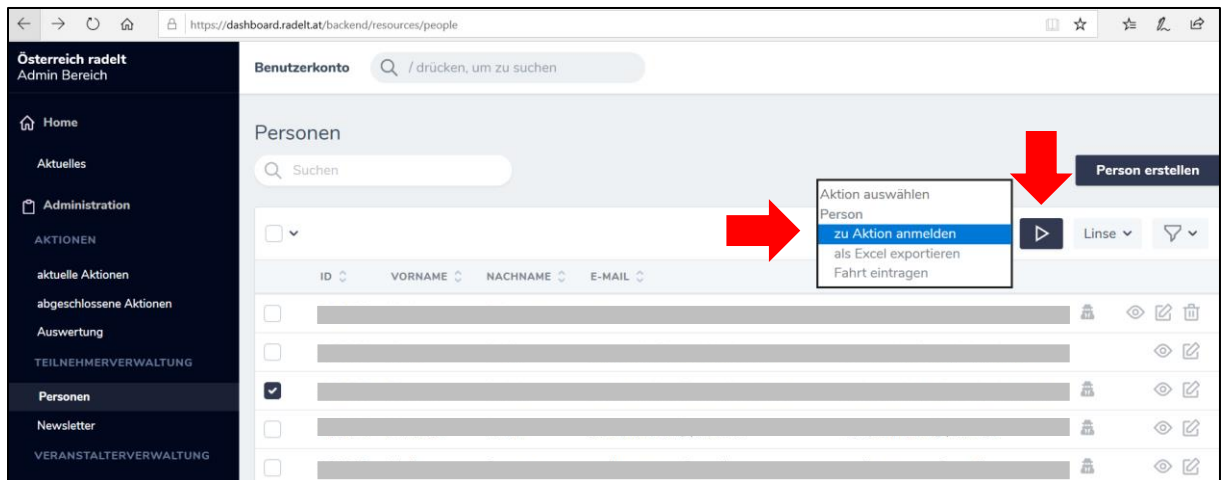 https://dashboard.radelt.at/backend/resources/people
Österreich radelt
Admin Bereich
Benutzerkonto
/ drücken, um zu suchen
Home
Aktuelles
Administration
AKTIONEN
aktuelle Aktionen
abgeschlossene Aktionen
Auswertung
TEILNEHMERVERWALTUNG
Personen
Newsletter
VERANSTALTERVERWALTUNG
Personen
Suchen
Person erstellen
Aktion auswählen
Person
zu Aktion anmelden
als Excel exportieren
Fahrt eintragen
Linse
ID VORNAME NACHNAME E-MAIL